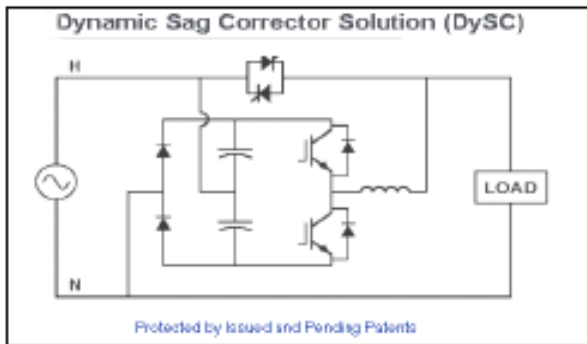 Dynamic Sag Corrector Solution (DySC)
H
LOAD
N
Protected by Issued and Pending Patents